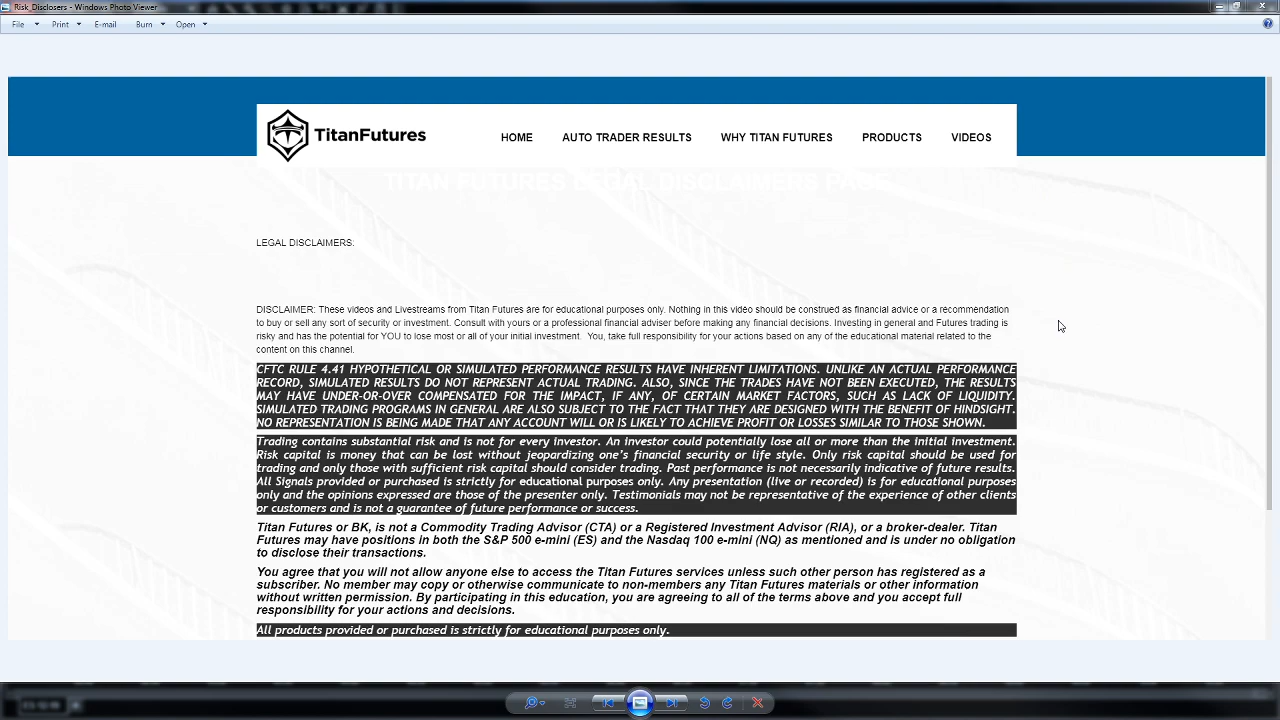 Risk_Disclosers - Windows Photo Viewer
File Print E-mail Burn Open
TitanFutures HOME AUTO TRADER RESULTS WHY TITAN FUTURES PRODUCTS VIDEOS
TITAN FUTURES LEGAL DISCLAIMERS PAGE
LEGAL DISCLAIMERS:
DISCLAIMER: These videos and Livestreams from Titan Futures are for educational purposes only. Nothing in this video should be construed as financial advice or a recommendation
to buy or sell any sort of security or investment. Consult with yours or a professional financial adviser before making any financial decisions. Investing in general and Futures trading is
risky and has the potential for YOU to lose most or all of your initial investment. You, take full responsibility for your actions based on any of the educational material related to the
content on this channel.
CFTC RULE 4.41 HYPOTHETICAL OR SIMULATED PERFORMANCE RESULTS HAVE INHERENT LIMITATIONS. UNLIKE AN ACTUAL PERFORMANCE
RECORD, SIMULATED RESULTS DO NOT REPRESENT ACTUAL TRADING. ALSO, SINCE THE TRADES HAVE NOT BEEN EXECUTED, THE RESULTS
MAY HAVE UNDER-OR-OVER COMPENSATED FOR THE IMPACT, IF ANY, OF CERTAIN MARKET FACTORS, SUCH AS LACK OF LIQUIDITY.
SIMULATED TRADING PROGRAMS IN GENERAL ARE ALSO SUBJECT TO THE FACT THAT THEY ARE DESIGNED WITH THE BENEFIT OF HINDSIGHT.
NO REPRESENTATION IS BEING MADE THAT ANY ACCOUNT WILL OR IS LIKELY TO ACHIEVE PROFIT OR LOSSES SIMILAR TO THOSE SHOWN.
Trading contains substantial risk and is not for every investor. An investor could potentially lose all or more than the initial investment.
Risk capital is money that can be lost without jeopardizing one's financial security or life style. Only risk capital should be used for
trading and only those with sufficient risk capital should consider trading. Past performance is not necessarily indicative of future results.
All Signals provided or purchased is strictly for educational purposes only. Any presentation (live or recorded) is for educational purposes
only and the opinions expressed are those of the presenter only. Testimonials may not be representative of the experience of other clients
or customers and is not a guarantee of future performance or success.
Titan Futures or BK, is not a Commodity Trading Advisor (CTA) or a Registered Investment Advisor (RIA), or a broker-dealer. Titan
Futures may have positions in both the S&P 500 e-mini (ES) and the Nasdaq 100 e-mini (NQ) as mentioned and is under no obligation
to disclose their transactions.
You agree that you will not allow anyone else to access the Titan Futures services unless such other person has registered as a
subscriber. No member may copy or otherwise communicate to non-members any Titan Futures materials or other information
without written permission. By participating in this education, you are agreeing to all of the terms above and you accept full
responsibility for your actions and decisions.
All products provided or purchased is strictly for educational purposes only.